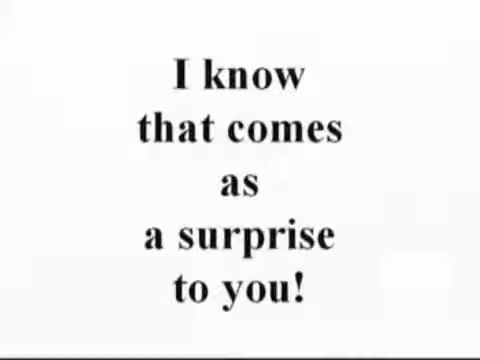 I know
that comes
as
a surprise
to you!